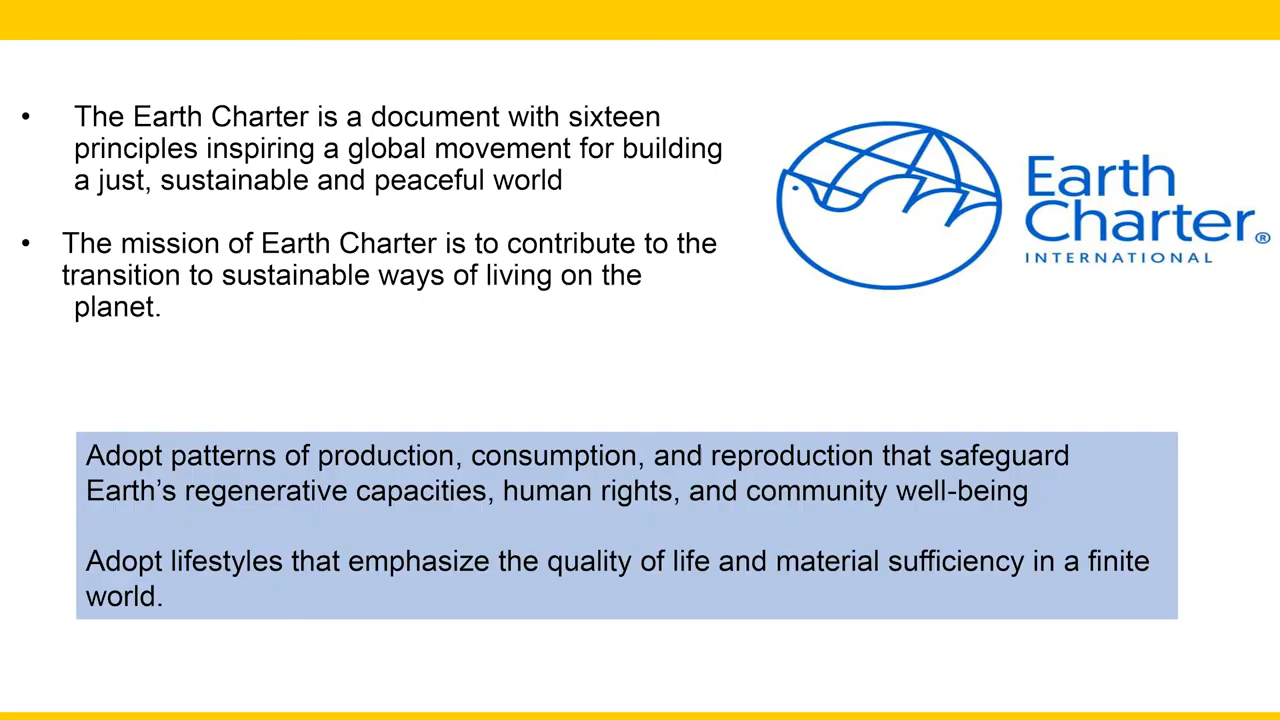 • The Earth Charter is a document with sixteen
principles inspiring a global movement for building
a just, sustainable and peaceful world
• The mission of Earth Charter is to contribute to the
transition to sustainable ways of living on the
planet.
Earth
Charter®
INTERNATIONAL
Adopt patterns of production, consumption, and reproduction that safeguard
Earth’s regenerative capacities, human rights, and community well-being
Adopt lifestyles that emphasize the quality of life and material sufficiency in a finite
world.